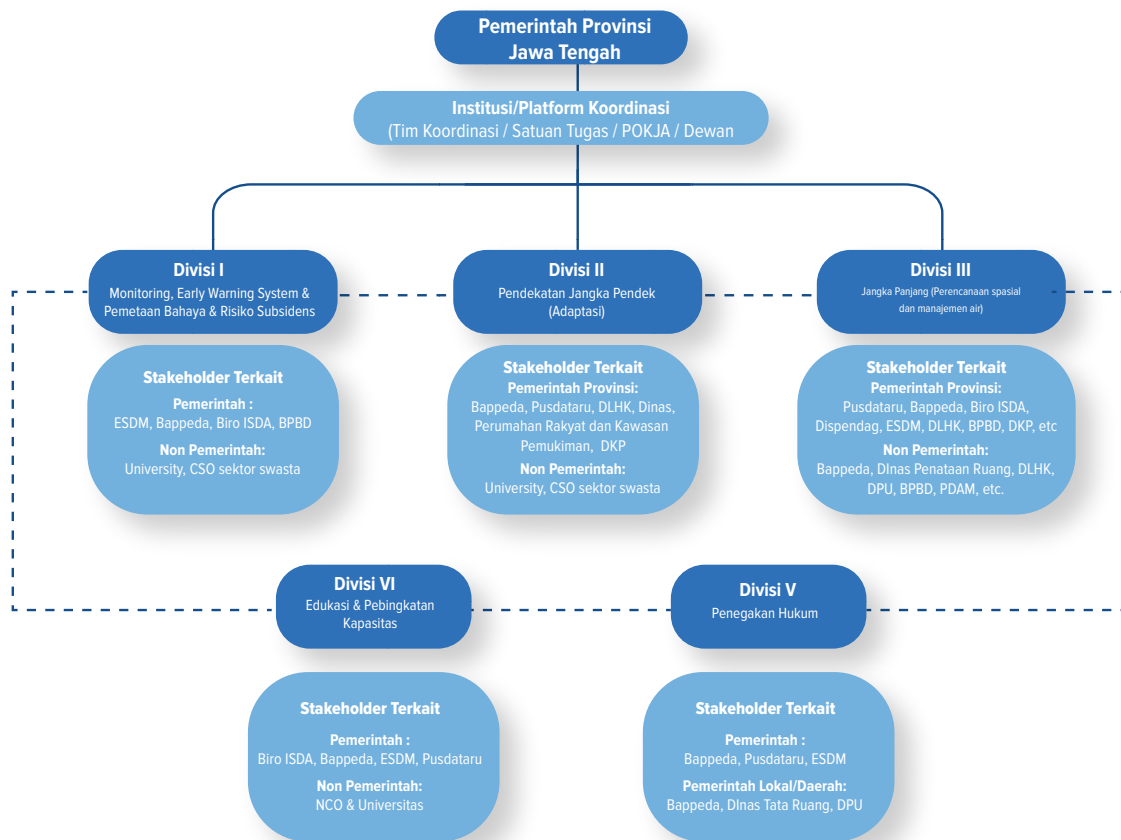 Pemerintah Provinsi
Jawa Tengah
Institusi/Platform Koordinasi
(Tim Koordinasi / Satuan Tugas / POKJA / Dewan
Divisi I
Monitoring, Early Warning System &
Pemetaan Bahaya & Risiko Subsidens
Divisi II
Pendekatan Jangka Pendek
(Adaptasi)
Divisi III
Jangka Panjang (Perencanaan spasial
dan manajemen air)
Stakeholder Terkait
Pemerintah :
ESDM, Bappeda, Biro ISDA, BPBD
Non Pemerintah:
University, CSO sektor swasta
Stakeholder Terkait
Pemerintah Provinsi:
Bappeda, Pusdataru, DLHK, Dinas,
Perumahan Rakyat dan Kawasan
Pemukiman, DKP
Non Pemerintah:
University, CSO sektor swasta
Stakeholder Terkait
Pemerintah Provinsi:
Pusdataru, Bappeda, Biro ISDA,
Dispendag, ESDM, DLHK, BPBD, DKP, etc
Non Pemerintah:
Bappeda, DInas Penataan Ruang, DLHK,
DPU, BPBD, PDAM, etc.
Divisi VI
Edukasi & Pebingkatan
Kapasitas
Divisi V
Penegakan Hukum
Stakeholder Terkait
Pemerintah :
Biro ISDA, Bappeda, ESDM, Pusdataru
Non Pemerintah:
NCO & Universitas
Stakeholder Terkait
Pemerintah :
Bappeda, Pusdataru, ESDM
Pemerintah Lokal/Daerah:
Bappeda, DInas Tata Ruang, DPU